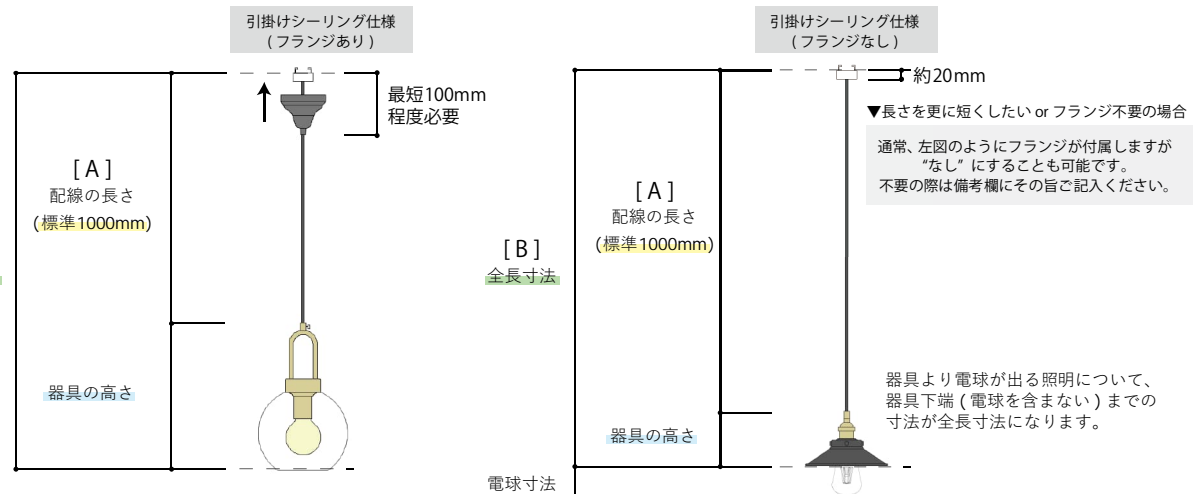 引掛けシーリング仕様
(フランジあり)
最短100mm
程度必要
[A]
配線の長さ
(標準1000mm)
器具の高さ
引掛けシーリング仕様
(フランジなし)
約20mm
▼長さを更に短くしたい or フランジ不要の場合
通常、左図のようにフランジが付属しますが
“なし” にすることも可能です。
不要の際は備考欄にその旨ご記入ください。
[A]
配線の長さ
(標準1000mm)
[B]
全長寸法
器具の高さ
器具より電球が出る照明について、
器具下端 ( 電球を含まない ) までの
寸法が全長寸法になります。
電球寸法